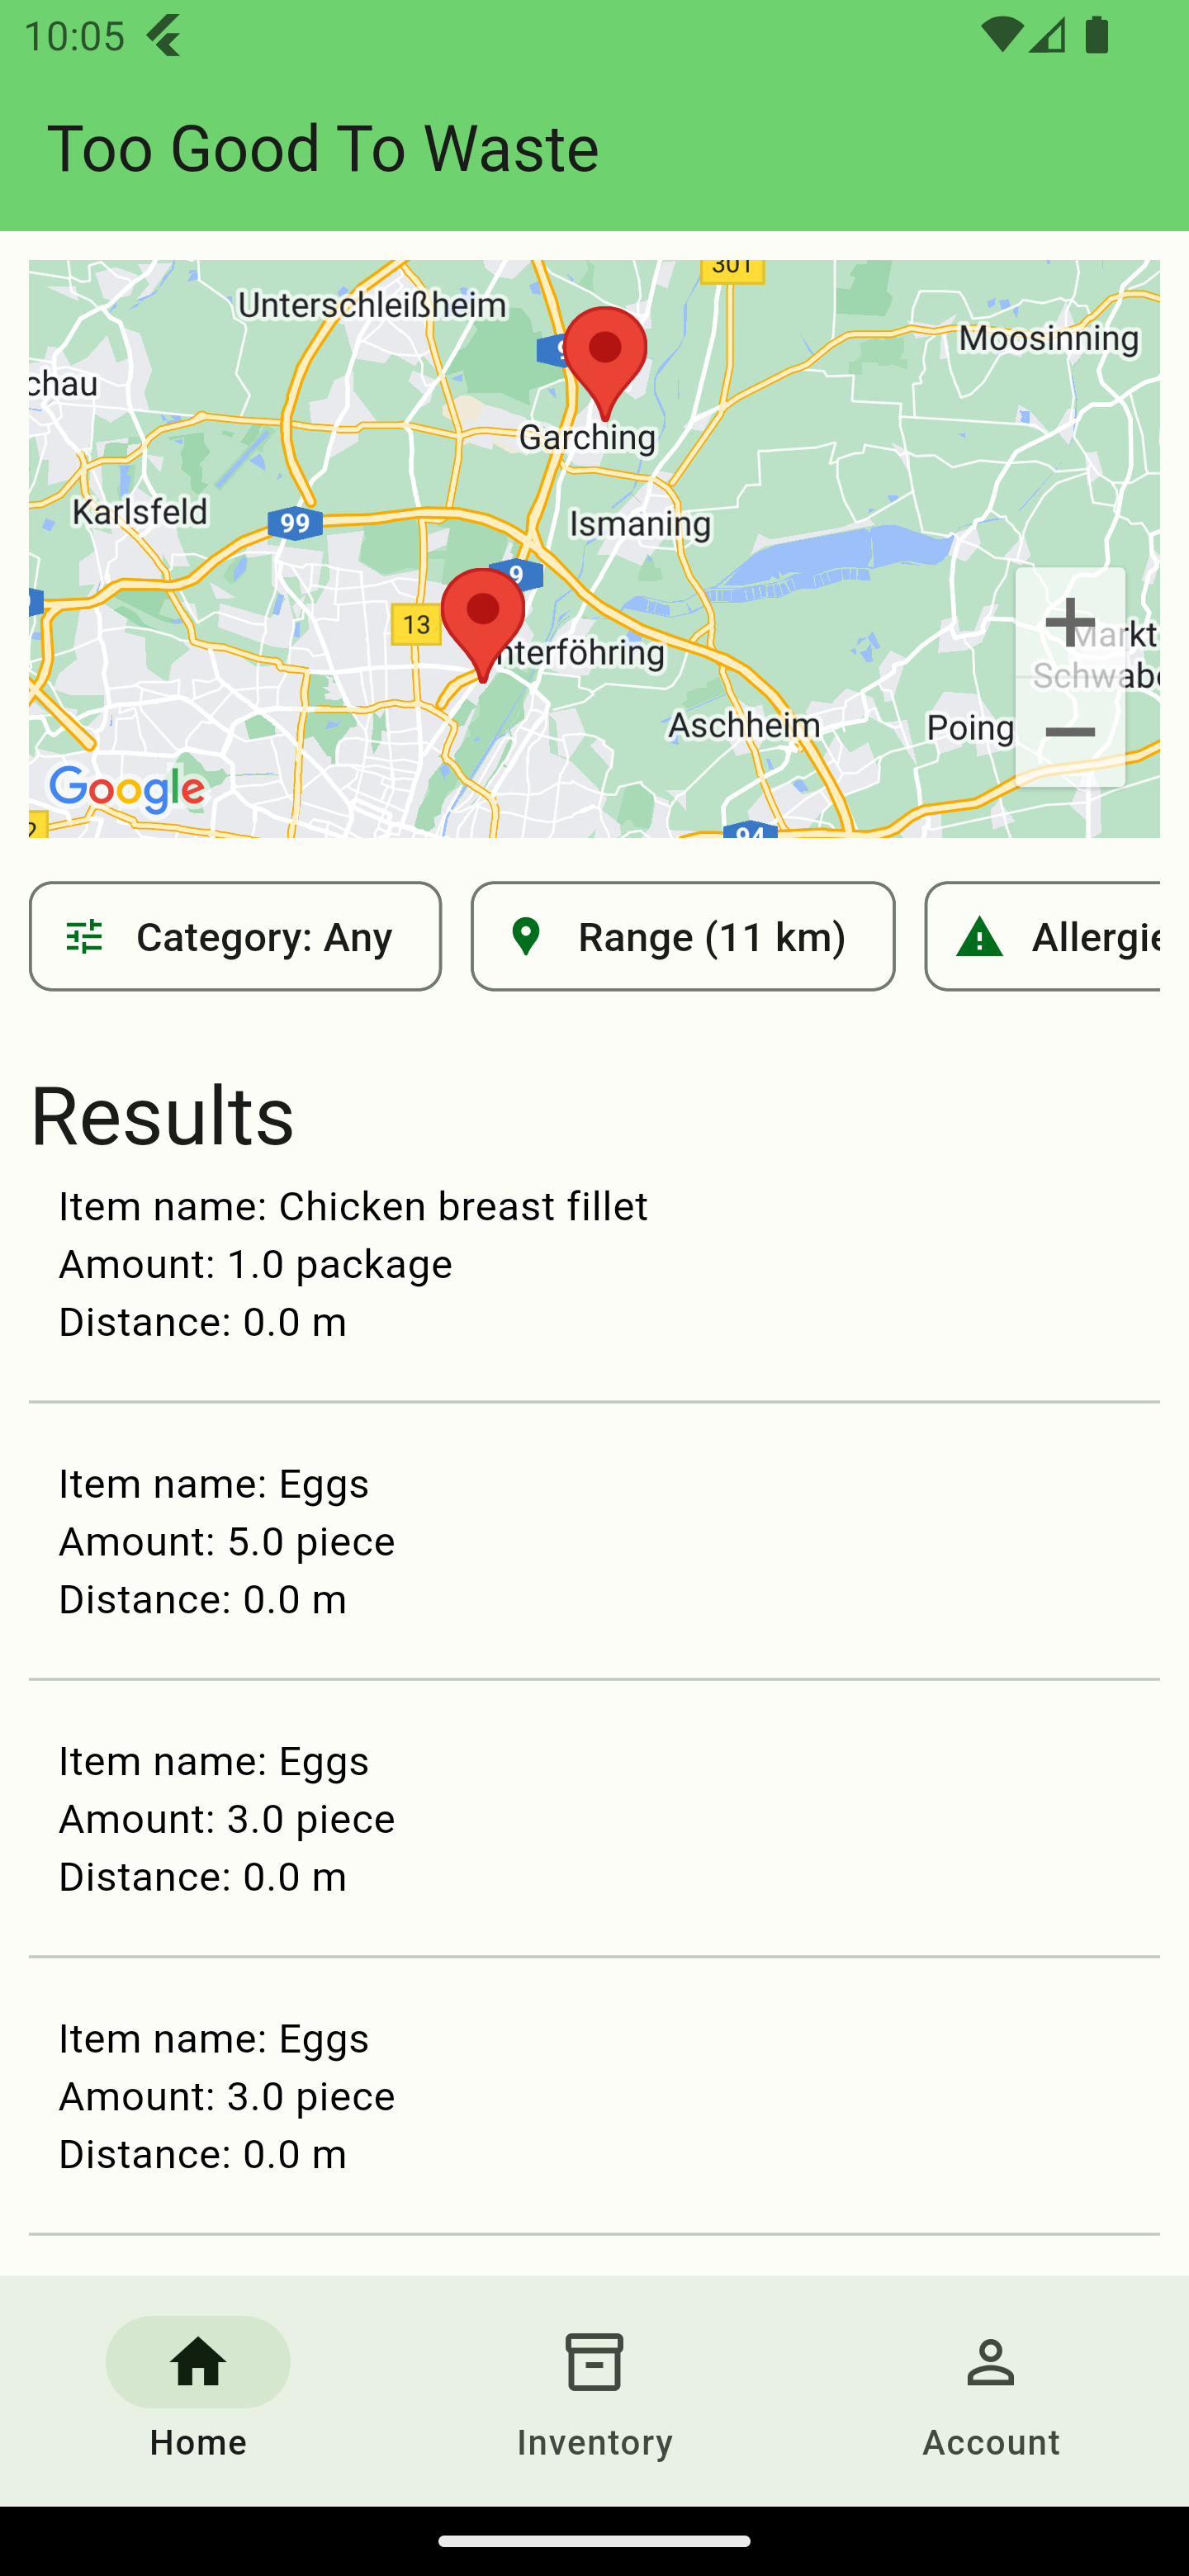 10:05
Too Good To Waste
301
Unterschleißheim
Moosinning
chau
Garching
Karlsfeld
99
Ismaning
9
13
nterföhring
Markt
Schwabe
Aschheim
Poing
Google
94
Category: Any
Range (11 km)
Allergie
Results
Item name: Chicken breast fillet
Amount: 1.0 package
Distance: 0.0 m
Item name: Eggs
Amount: 5.0 piece
Distance: 0.0 m
Item name: Eggs
Amount: 3.0 piece
Distance: 0.0 m
Item name: Eggs
Amount: 3.0 piece
Distance: 0.0 m
Home
Inventory
Account